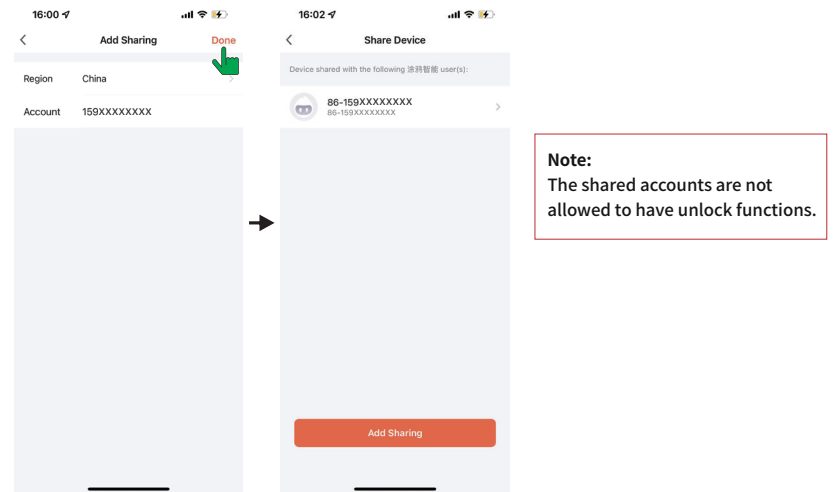 16:00
Add Sharing
Done
Region China
Account 159XXXXXXXX
16:02
Share Device
Device shared with the following 涂鸦智能 user(s):
86-159XXXXXXXX
86-159XXXXXXXX
Add Sharing
Note:
The shared accounts are not
allowed to have unlock functions.